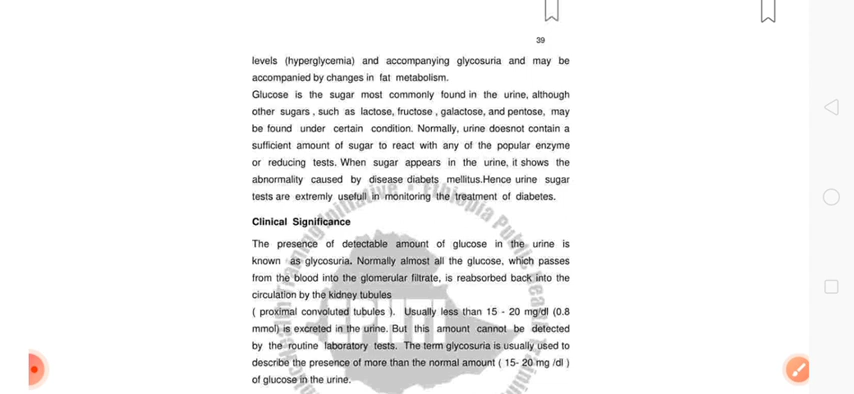 39
levels (hyperglycemia) and accompanying glycosuria and may be
accompanied by changes in fat metabolism.
Glucose is the sugar most commonly found in the urine, although
other sugars , such as lactose, fructose , galactose, and pentose, may
be found under certain condition. Normally, urine doesnot contain a
sufficient amount of sugar to react with any of the popular enzyme
or reducing tests. When sugar appears in the urine, it shows the
abnormality caused by disease diabets mellitus.Hence urine sugar
tests are extremly usefull in monitoring the treatment of diabetes.
Clinical Significance
The presence of detectable amount of glucose in the urine is
known as glycosuria. Normally almost all the glucose, which passes
from the blood into the glomerular filtrate, is reabsorbed back into the
circulation by the kidney tubules
( proximal convoluted tubules ). Usually less than 15 - 20 mg/dl (0.8
mmol) is excreted in the urine. But this amount cannot be detected
by the routine laboratory tests. The term glycosuria is usually used to
describe the presence of more than the normal amount ( 15- 20 mg /dl )
of glucose in the urine.